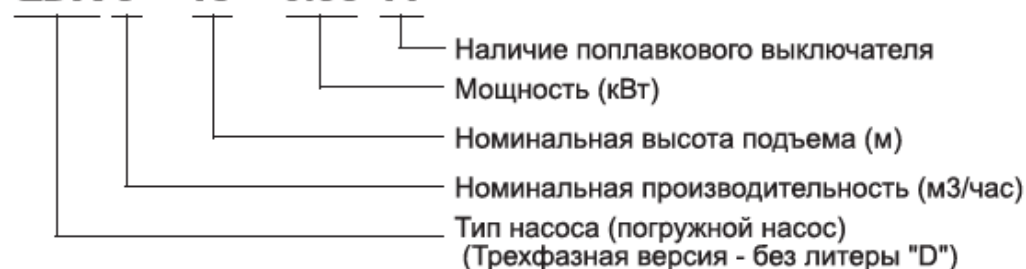 Наличие поплавкового выключателя
Мощность (кВт)
Номинальная высота подъема (м)
Номинальная производительность (м3/час)
Тип насоса (погружной насос)
(Трехфазная версия - без литеры "D")